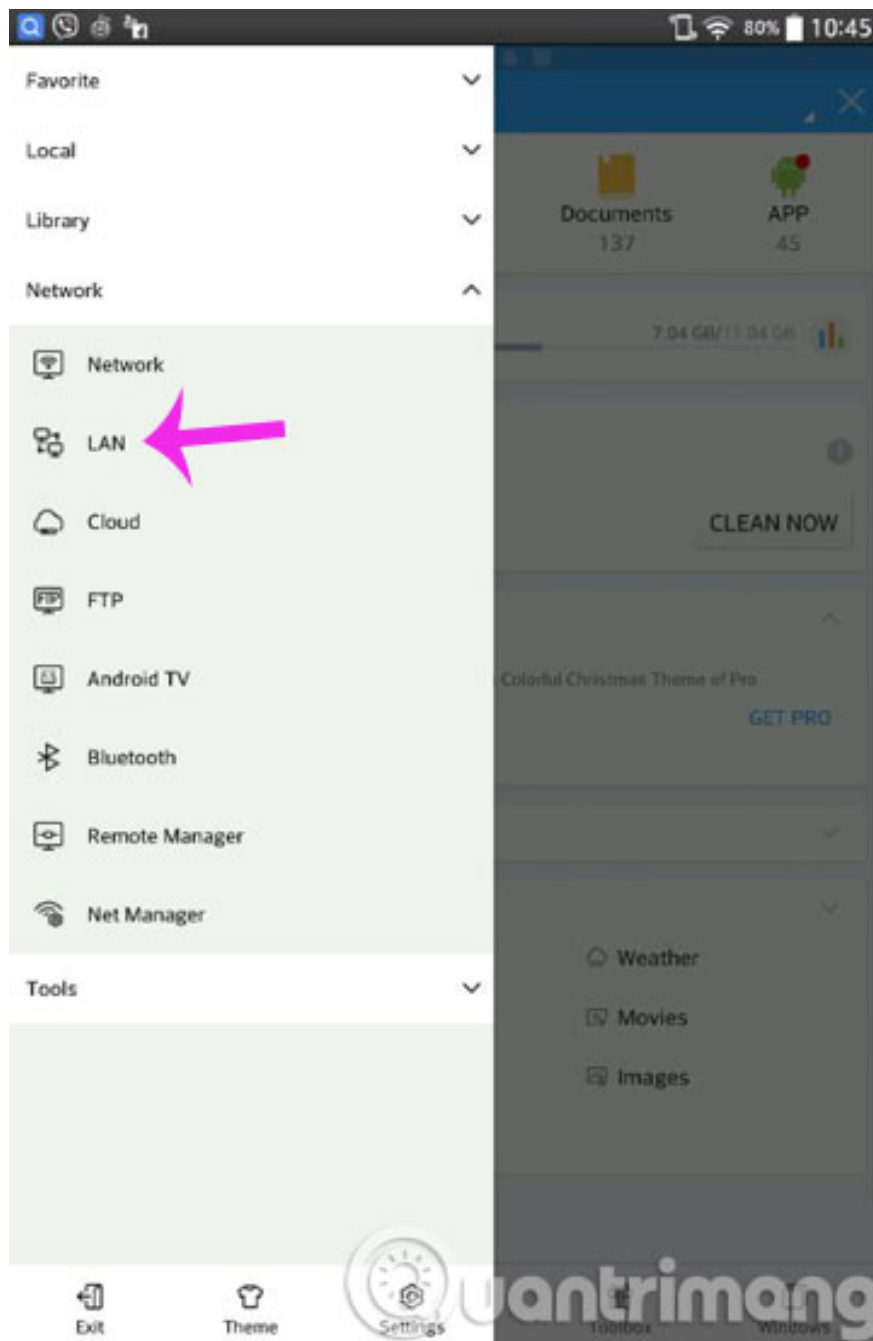 80% 10:45
Favorite
Local
Library
Network
Network
LAN
Cloud
FTP
FTP
Android TV
Bluetooth
Remote Manager
Net Manager
Tools
Exit
Theme
Settings
Documents
137
APP
45
7.04 GB/11.04 GB
CLEAN NOW
Colorful Christmas Theme of Pro
GET PRO
Weather
Movies
Images
Toolbox
Windows
Quantrimang